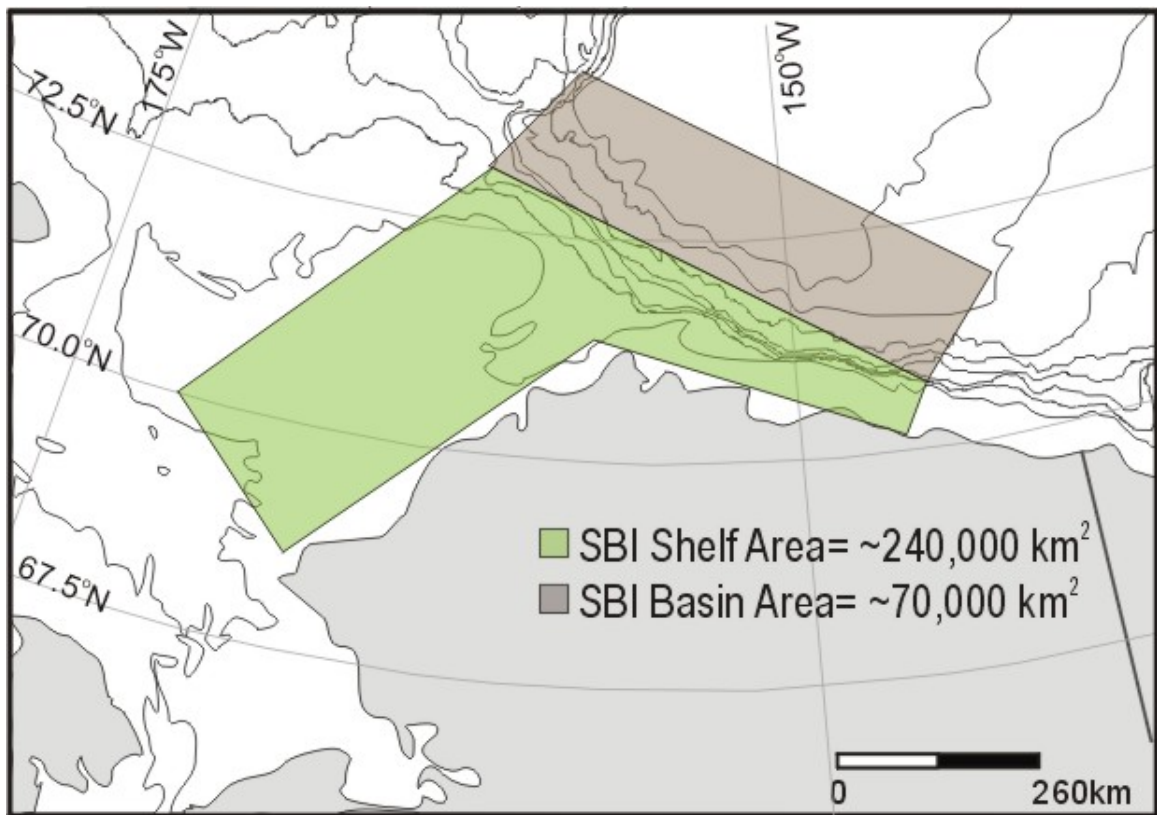 175°W
150°W
72.5°N
70.0°N
67.5°N
SBI Shelf Area= ~240,000 km²
SBI Basin Area= ~70,000 km²
0 260km